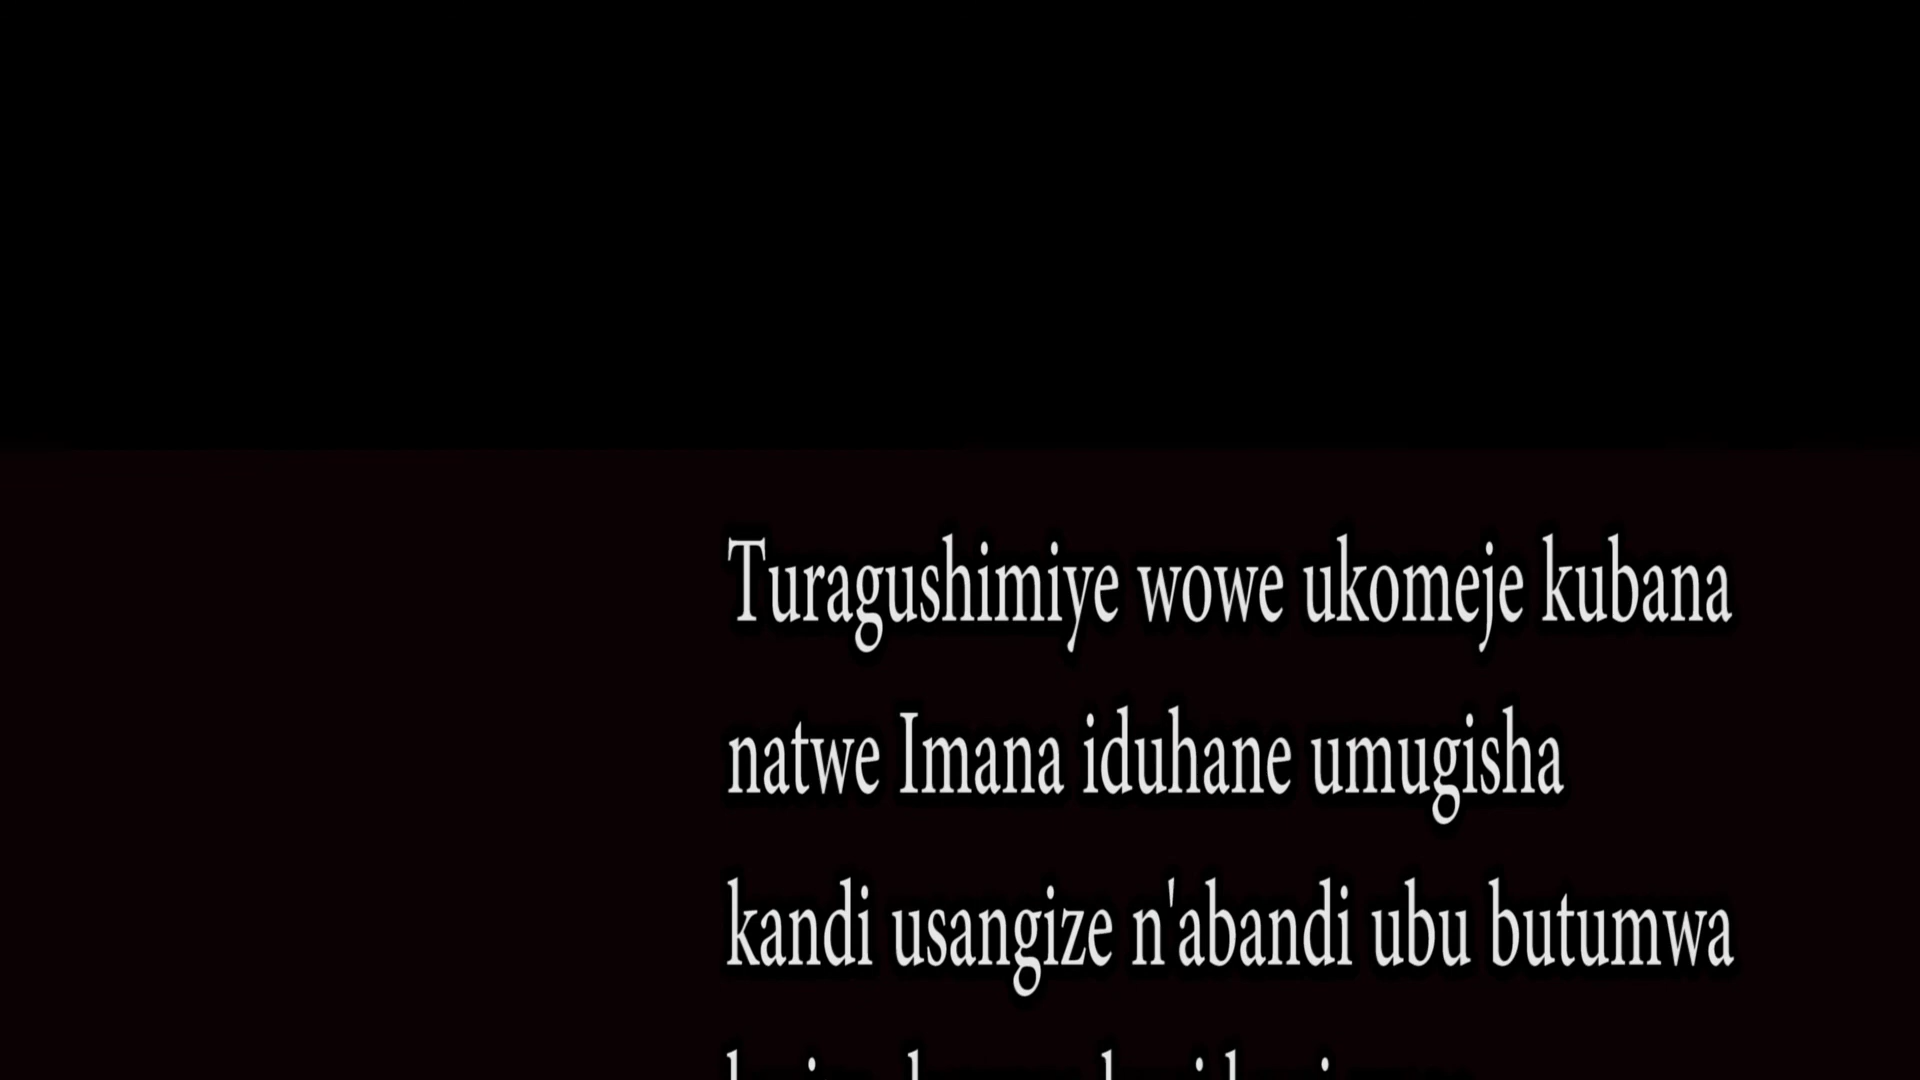 Turagushimiye wowe ukomeje kubana
natwe Imana iduhane umugisha
kandi usangize n'abandi ubu butumwa